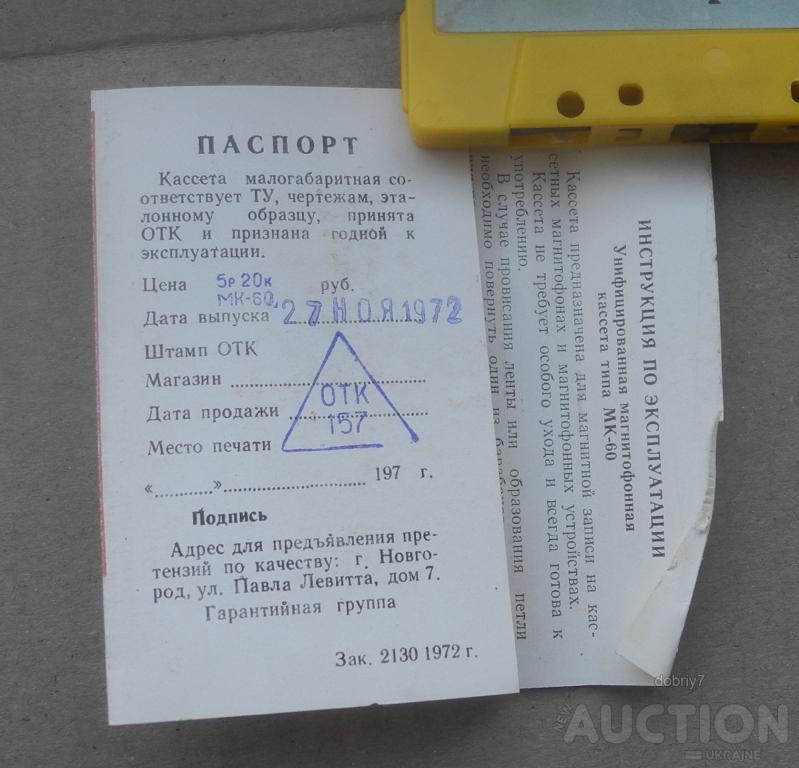 ПАСПОРТ
Кассета малогабаритная со-
ответствует ТУ, чертежам, эта-
лонному образцу, принята
ОТК и признана годной к
эксплуатации.
Цена 5р 20к руб.
МК-60
Дата выпуска 27 НОЯ 1972
Штамп ОТК
Магазин
ОТК
Дата продажи
157
Место печати
«..........» 197 г.
Подпись
Адрес для предъявления пре-
тензий по качеству: г. Новго-
род, ул. Павла Левитта, дом 7.
Гарантийная группа
Зак. 2130 1972 г.
ИНСТРУКЦИЯ ПО ЭКСПЛУАТАЦИИ
Унифицированная магнитофонная
кассета типа МК-60
Кассета предназначена для магнитной записи на кас-
сетных магнитофонах и магнитофонных устройствах.
Кассета не требует особого ухода и всегда готова к
употреблению.
В случае провисания ленты или образования петли
необходимо повернуть один из
dobriy7
NEW
AUCTION
UKRAINE